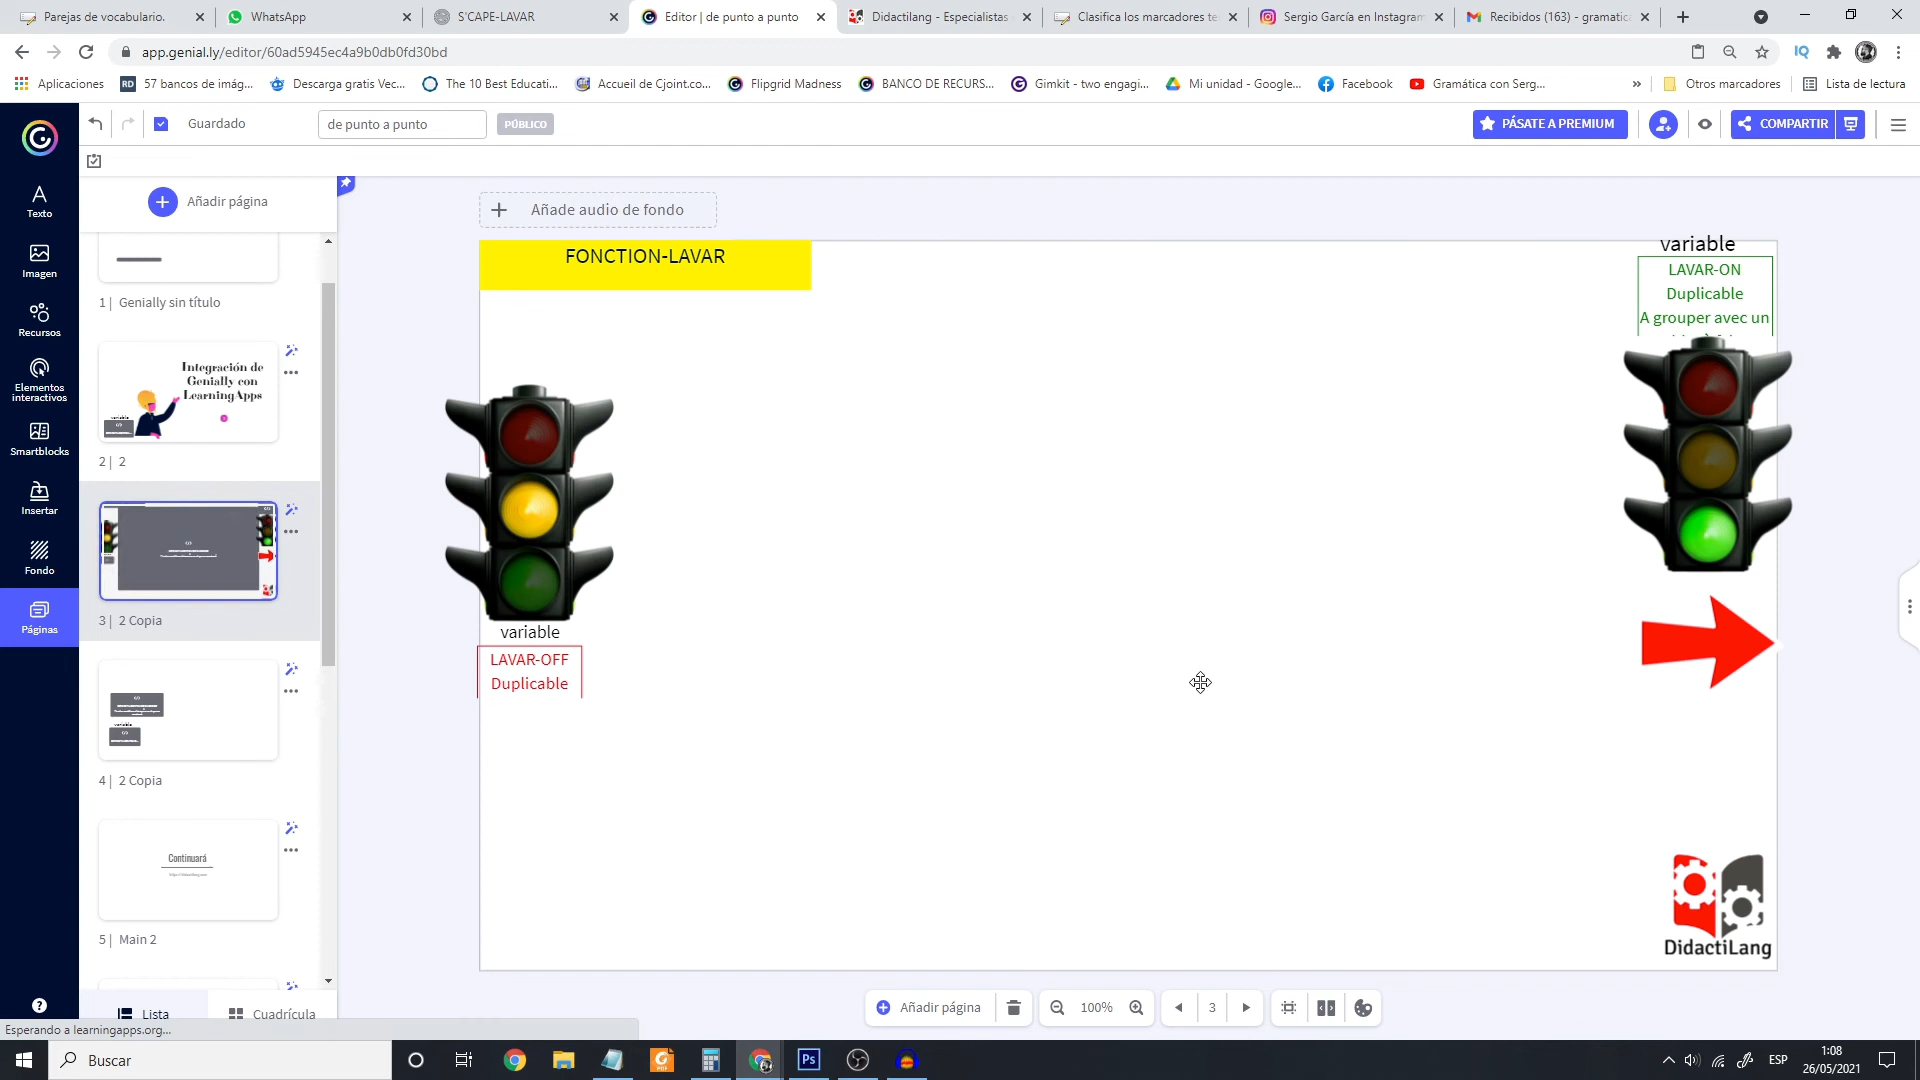 Parejas de vocabulario.
WhatsApp
S'CAPE-LAVAR
Editor | de punto a punto
Didactilang - Especialistas
Clasifica los marcadores te
Sergio García en Instagram
Recibidos (163) - gramatic
app.genial.ly/editor/60ad5945ec4a9b0db0fd30bd
IQ
Aplicaciones
RD
57 bancos de imág...
Descarga gratis Vec...
The 10 Best Educati...
Accueil de Cjoint.co...
Flipgrid Madness
BANCO DE RECURS...
Gimkit - two engagi...
Mi unidad - Google...
Facebook
Gramática con Serg...
»
Otros marcadores
Lista de lectura
Guardado
de punto a punto
PÚBLICO
PÁSATE A PREMIUM
COMPARTIR
Texto
Imagen
Recursos
Elementos
interactivos
Smartblocks
Insertar
Fondo
Páginas
Añadir página
1 | Genially sin título
Integración de
Genially con
LearningApps
variable
2 | 2
3 | 2 Copia
variable
4 | 2 Copia
Continuará
5 | Main 2
Lista
Cuadrícula
Añade audio de fondo
FONCTION-LAVAR
variable
LAVAR-ON
Duplicable
A grouper avec un
variable
LAVAR-OFF
Duplicable
DidactiLang
Añadir página
100%
3
Esperando a learningapps.org...
Buscar
Ps
ESP
1:08
26/05/2021